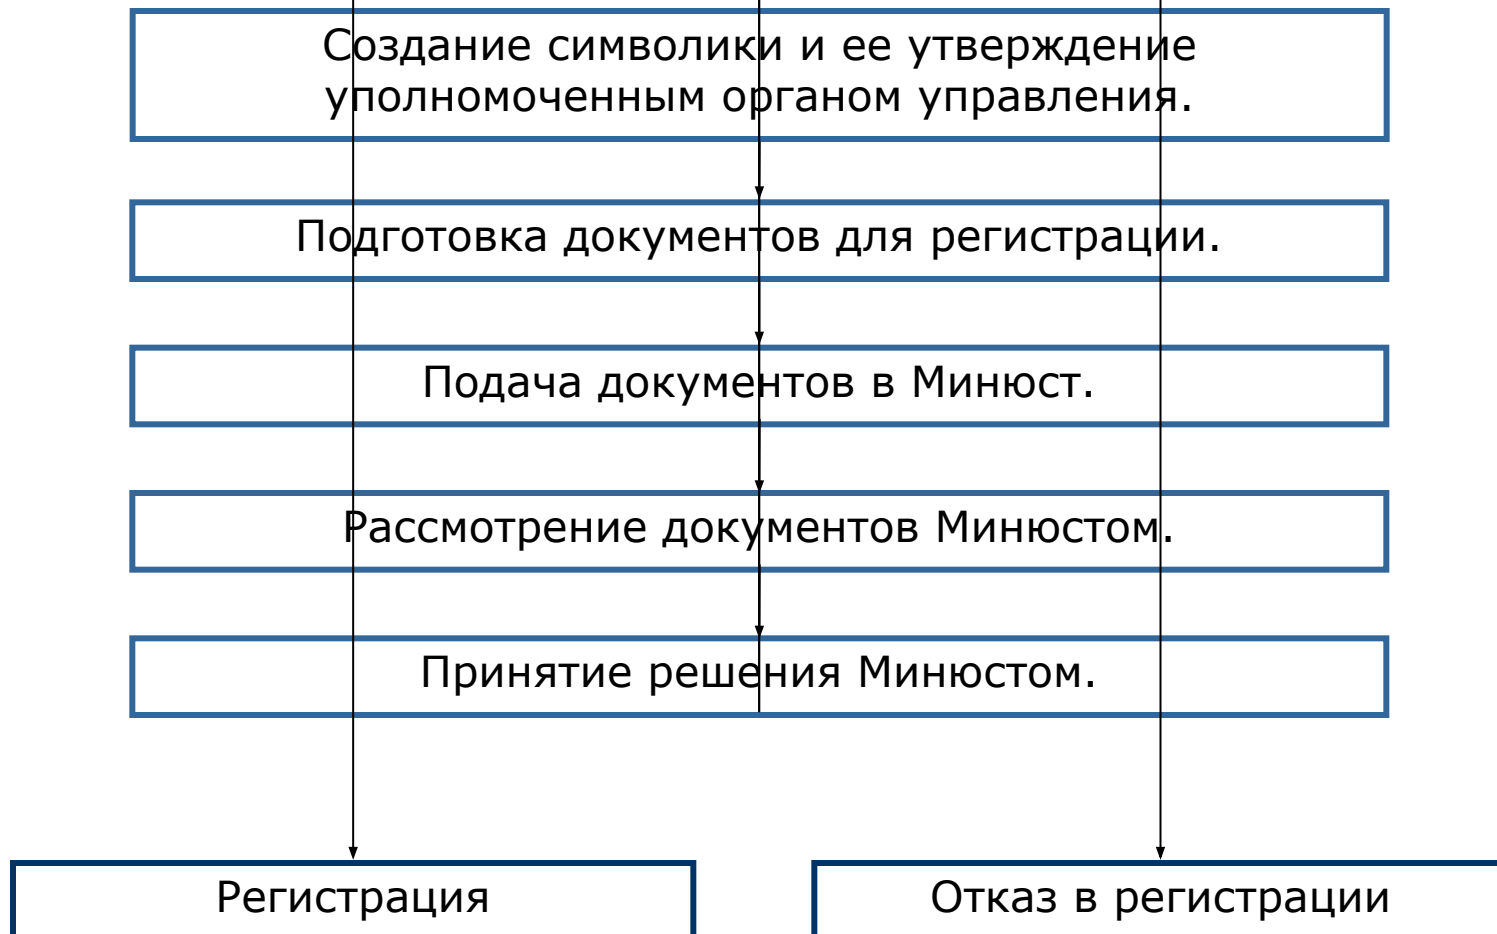 Создание символики и ее утверждение
уполномоченным органом управления.
Подготовка документов для регистрации.
Подача документов в Минюст.
Рассмотрение документов Минюстом.
Принятие решения Минюстом.
Регистрация
Отказ в регистрации